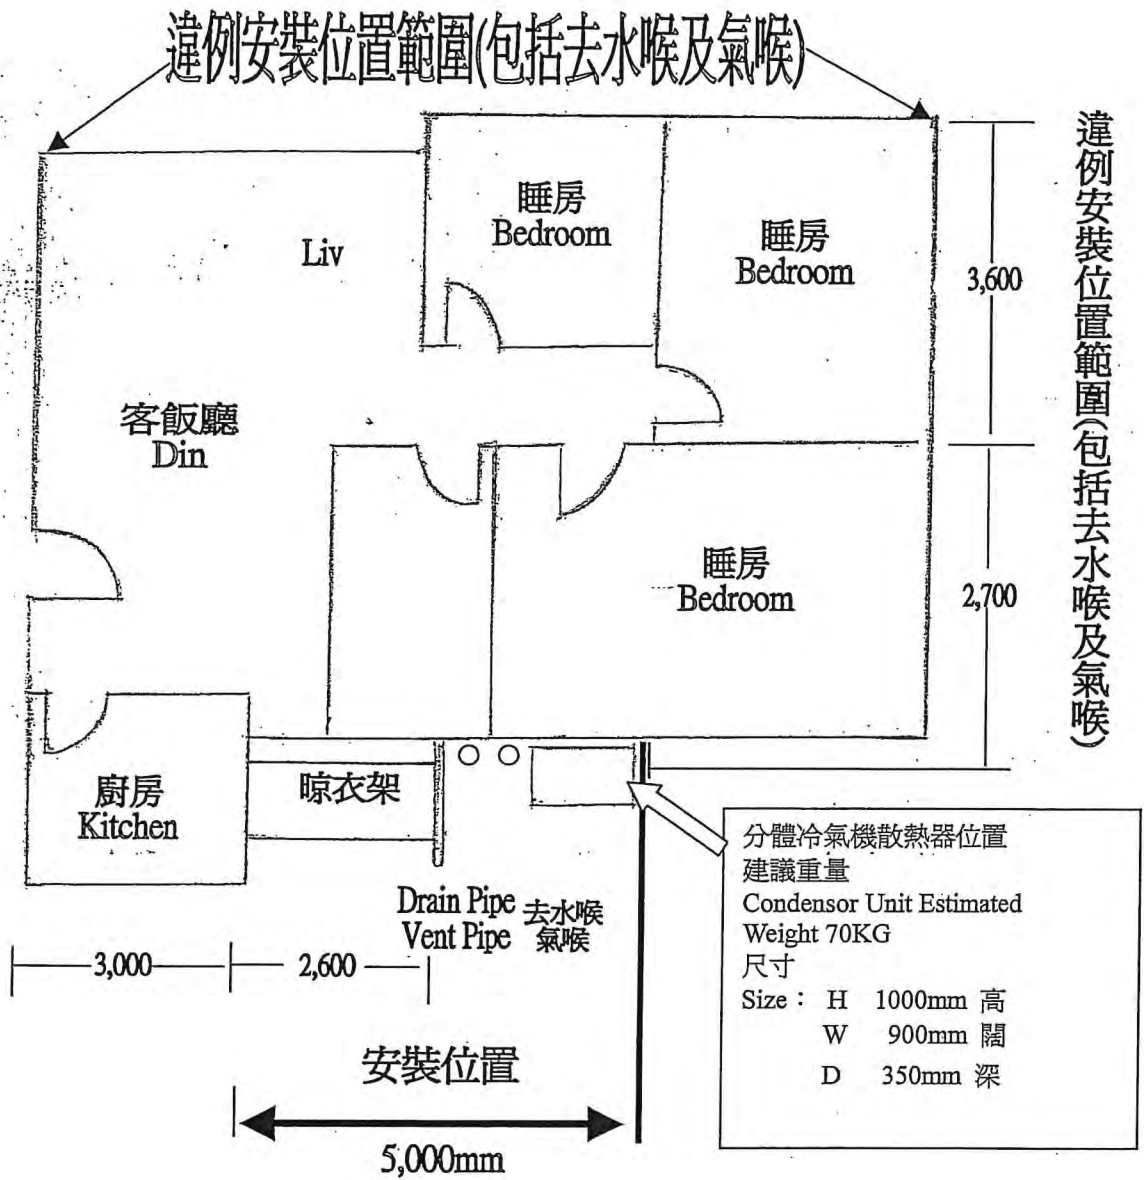 違例安裝位置範圍(包括去水喉及氣喉)
違例安裝位置範圍(包括去水喉及氣喉)
睡房
Bedroom
睡房
Bedroom
Liv
3,600
客飯廳
Din
睡房
Bedroom
2,700
廚房
Kitchen
晾衣架
分體冷氣機散熱器位置
建議重量
Condensor Unit Estimated
Weight 70KG
尺寸
Size： H 1000mm 高
W 900mm 闊
D 350mm 深
Drain Pipe 去水喉
Vent Pipe 氣喉
3,000
2,600
安裝位置
5,000mm